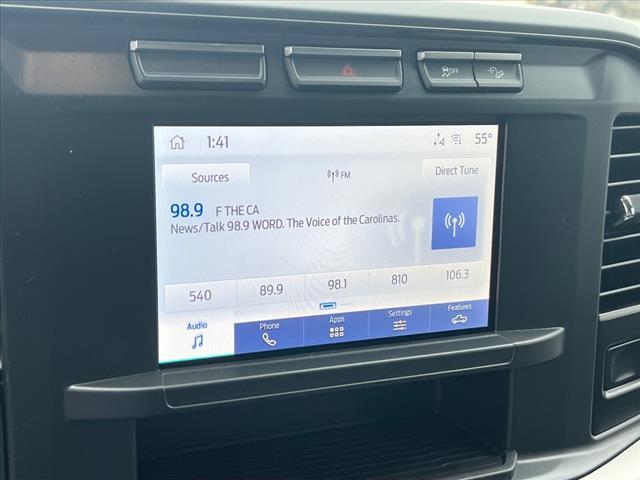 OFF
1:41
55°
Sources
FM
Direct Tune
98.9 F THE CA
News/Talk 98.9 WORD. The Voice of the Carolinas.
540 89.9 98.1 810 106.3
Audio Phone Apps Settings Features